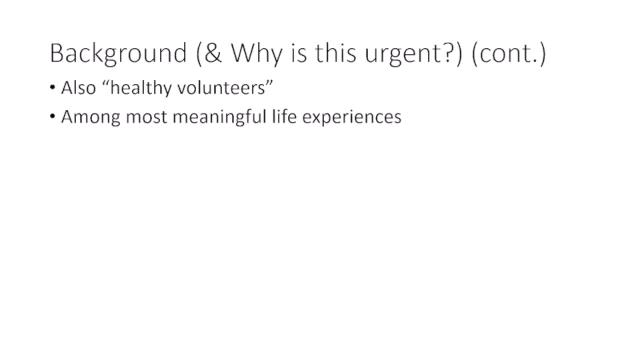 Background (& Why is this urgent?) (cont.)
• Also “healthy volunteers”
• Among most meaningful life experiences